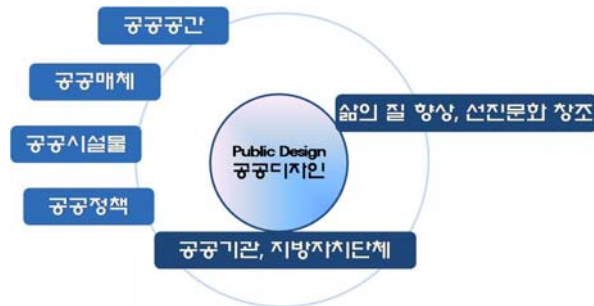 공공공간
공공매체
삶의 질 향상, 선진문화 창조
공공시설물
Public Design
공공디자인
공공정책
공공기관, 지방자치단체